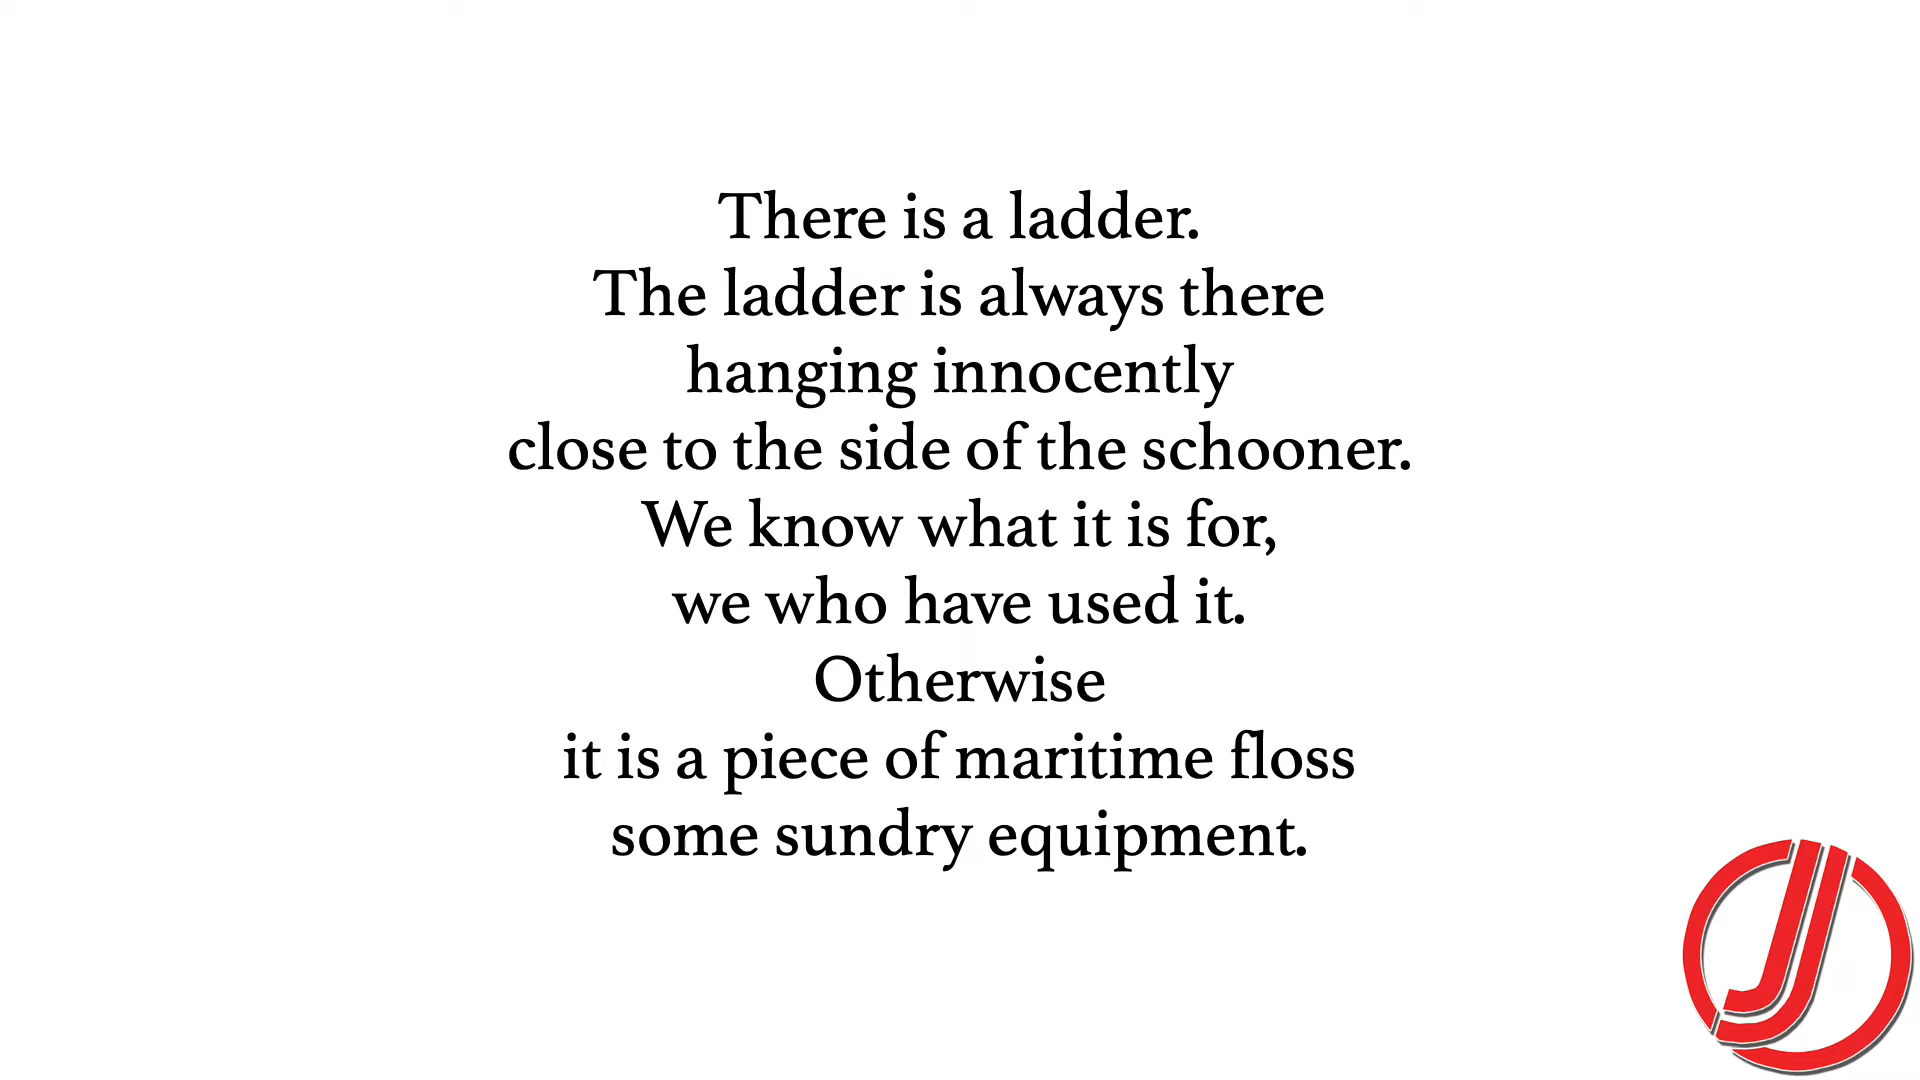 There is a ladder.
The ladder is always there
hanging innocently
close to the side of the schooner.
We know what it is for,
we who have used it.
Otherwise
it is a piece of maritime floss
some sundry equipment.